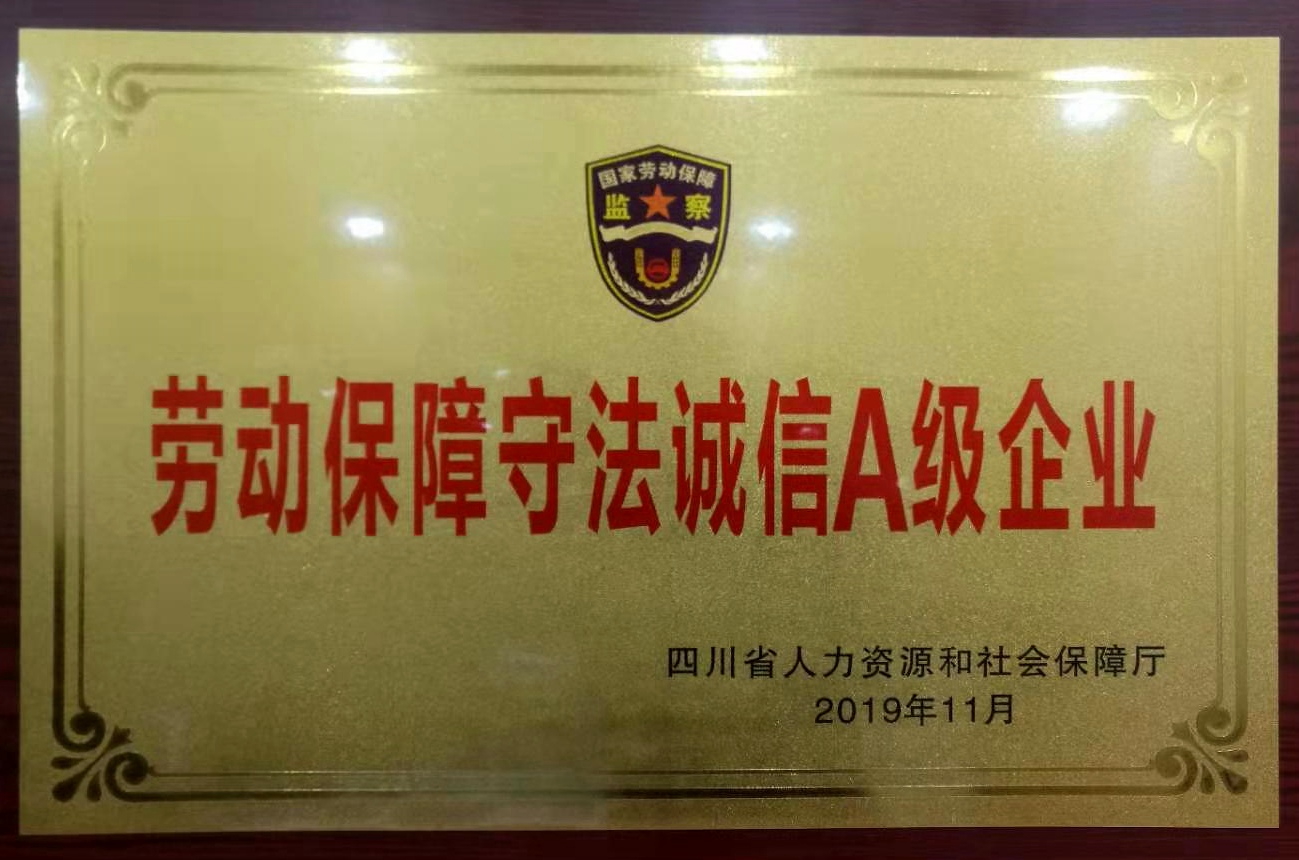 国家劳动保障
监察
劳动保障守法诚信A级企业
四川省人力资源和社会保障厅
2019年11月